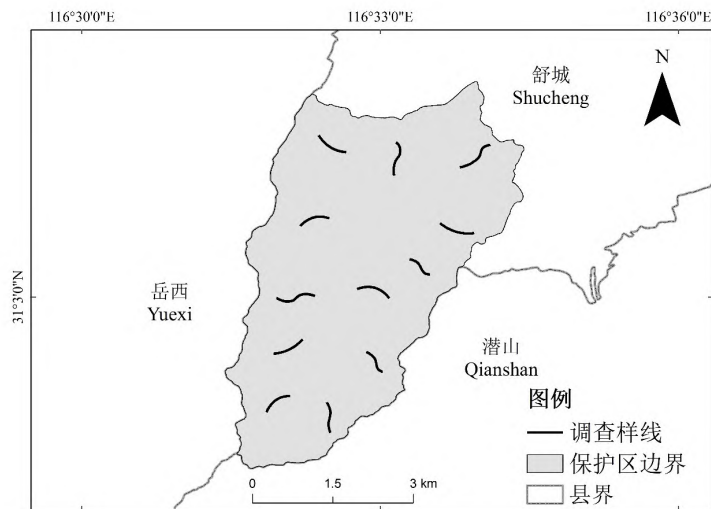 116°30'0"E 116°33'0"E 116°36'0"E
舒城
Shucheng
N
31°3'0"N
岳西
Yuexi
潜山
Qianshan
图例
调查样线
保护区边界
县界
0 1.5 3 km